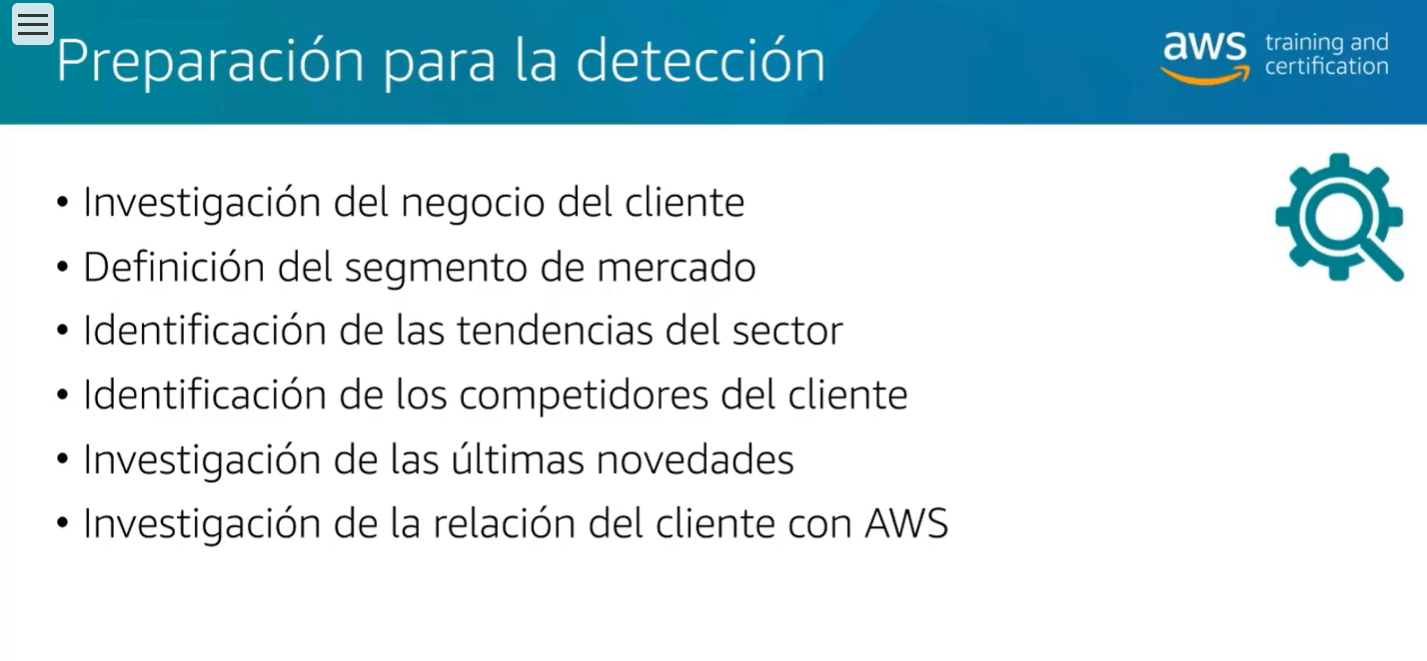 Preparación para la detección
aws training and
certification
• Investigación del negocio del cliente
• Definición del segmento de mercado
• Identificación de las tendencias del sector
• Identificación de los competidores del cliente
• Investigación de las últimas novedades
• Investigación de la relación del cliente con AWS